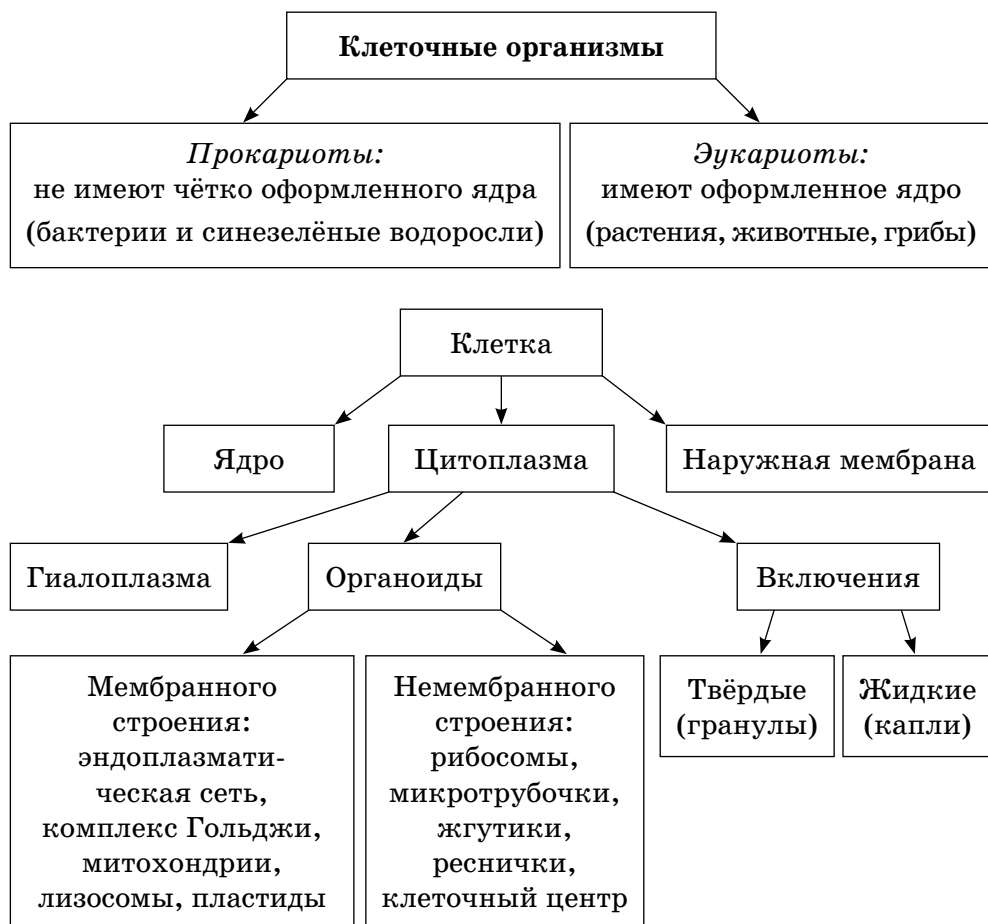 Клеточные организмы
Прокариоты:
не имеют чётко оформленного ядра
(бактерии и синезелёные водоросли)
Эукариоты:
имеют оформленное ядро
(растения, животные, грибы)
Клетка
Ядро
Цитоплазма
Наружная мембрана
Гиалоплазма
Органоиды
Включения
Мембранного
строения:
эндоплазмати-
ческая сеть,
комплекс Гольджи,
митохондрии,
лизосомы, пластиды
Немембранного
строения:
рибосомы,
микротрубочки,
жгутики,
реснички,
клеточный центр
Твёрдые
(гранулы)
Жидкие
(капли)